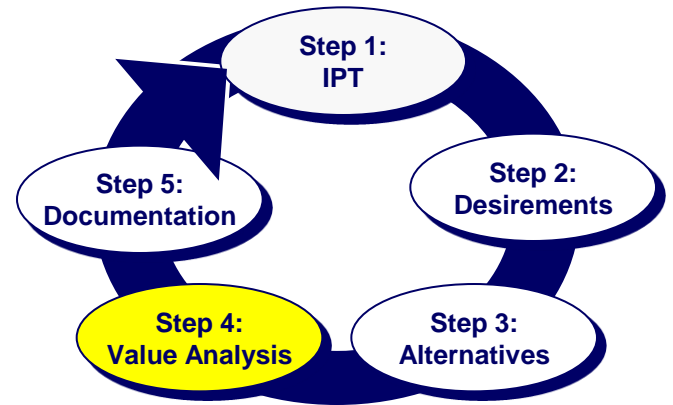 Step 1:
IPT
Step 2:
Desirements
Step 3:
Alternatives
Step 4:
Value Analysis
Step 5:
Documentation